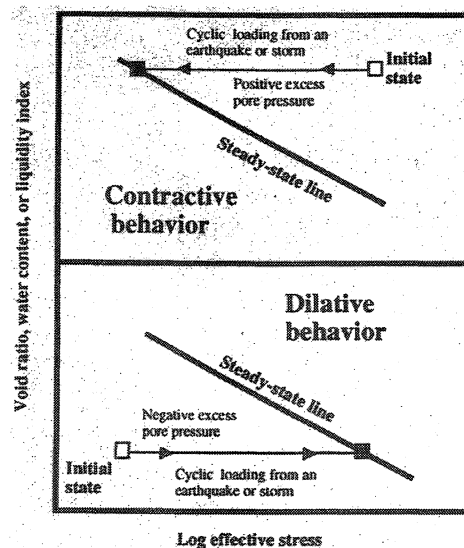 Cyclic loading from an
earthquake or storm
Initial
state
Positive excess
pore pressure
Steady-state line
Contractive
behavior
Void ratio, water content, or liquidity index
Dilative
behavior
Steady-state line
Negative excess
pore pressure
Initial
state
Cyclic loading from an
earthquake or storm
Log effective stress